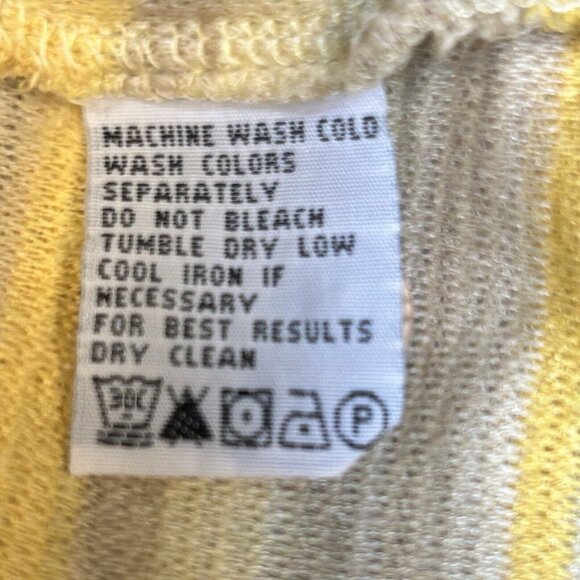 MACHINE WASH COLD
WASH COLORS
SEPARATELY
DO NOT BLEACH
TUMBLE DRY LOW
COOL IRON IF
NECESSARY
FOR BEST RESULTS
DRY CLEAN
30C P